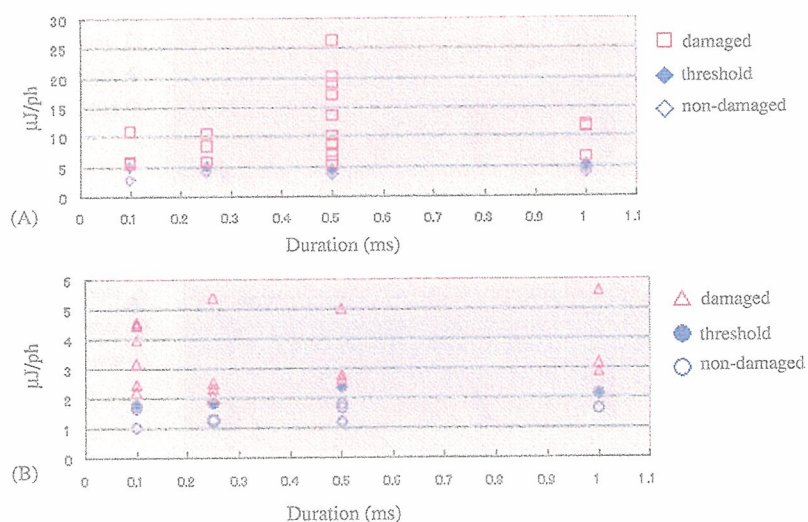 30
25
20
15
10
5
0
µJ/ph
0 0.1 0.2 0.3 0.4 0.5 0.6 0.7 0.8 0.9 1 1.1
(A)
Duration (ms)
damaged
threshold
non-damaged
6
5
4
3
2
1
0
µJ/ph
0 0.1 0.2 0.3 0.4 0.5 0.6 0.7 0.8 0.9 1 1.1
(B)
Duration (ms)
damaged
threshold
non-damaged